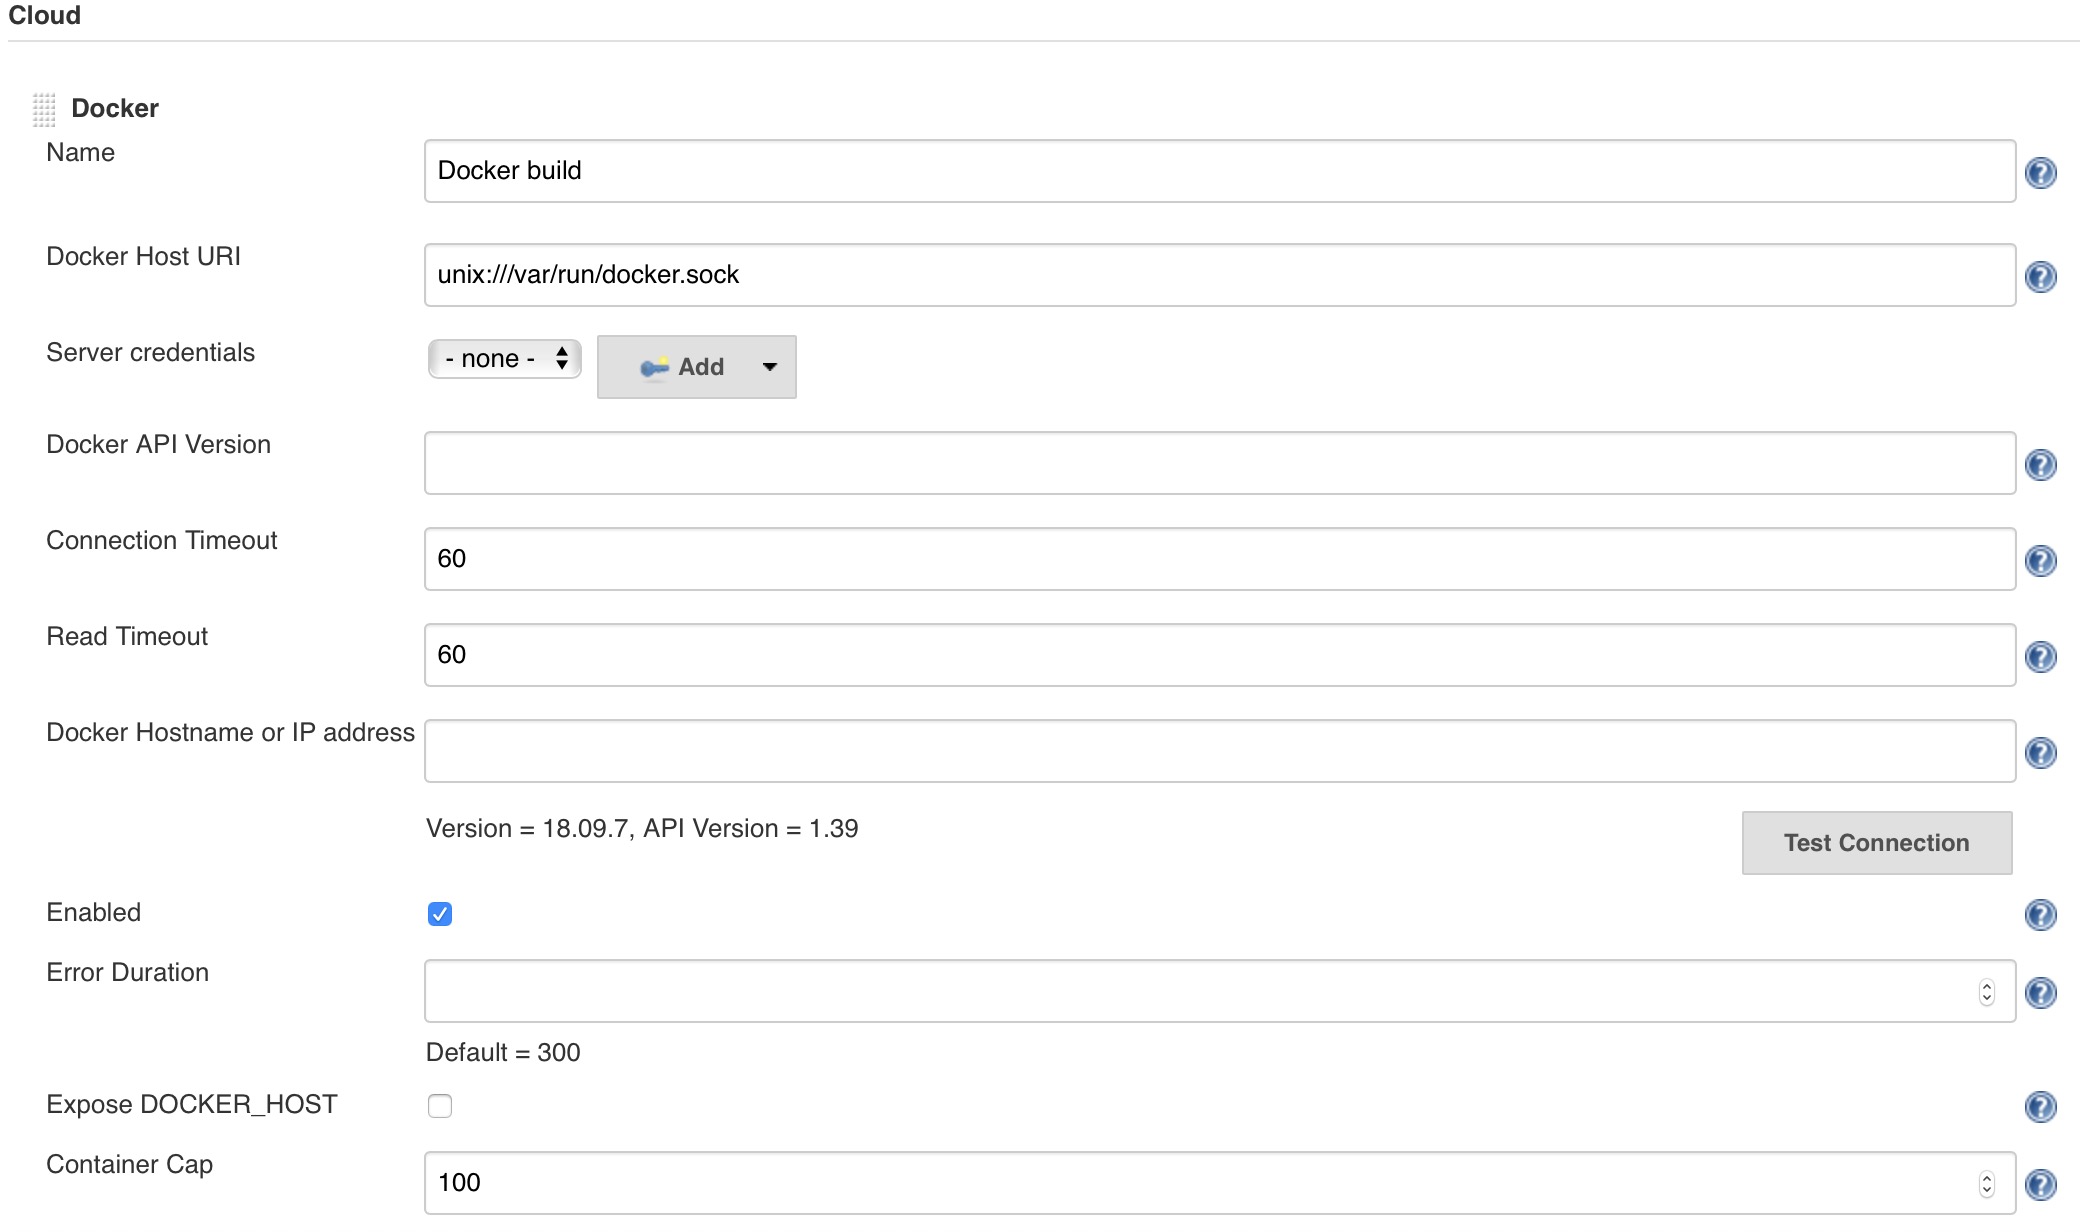 Cloud
Docker
Name
Docker build
Docker Host URI
unix:///var/run/docker.sock
Server credentials
- none -
Add
Docker API Version
Connection Timeout
60
Read Timeout
60
Docker Hostname or IP address
Version = 18.09.7, API Version = 1.39
Test Connection
Enabled
Error Duration
Default = 300
Expose DOCKER_HOST
Container Cap
100